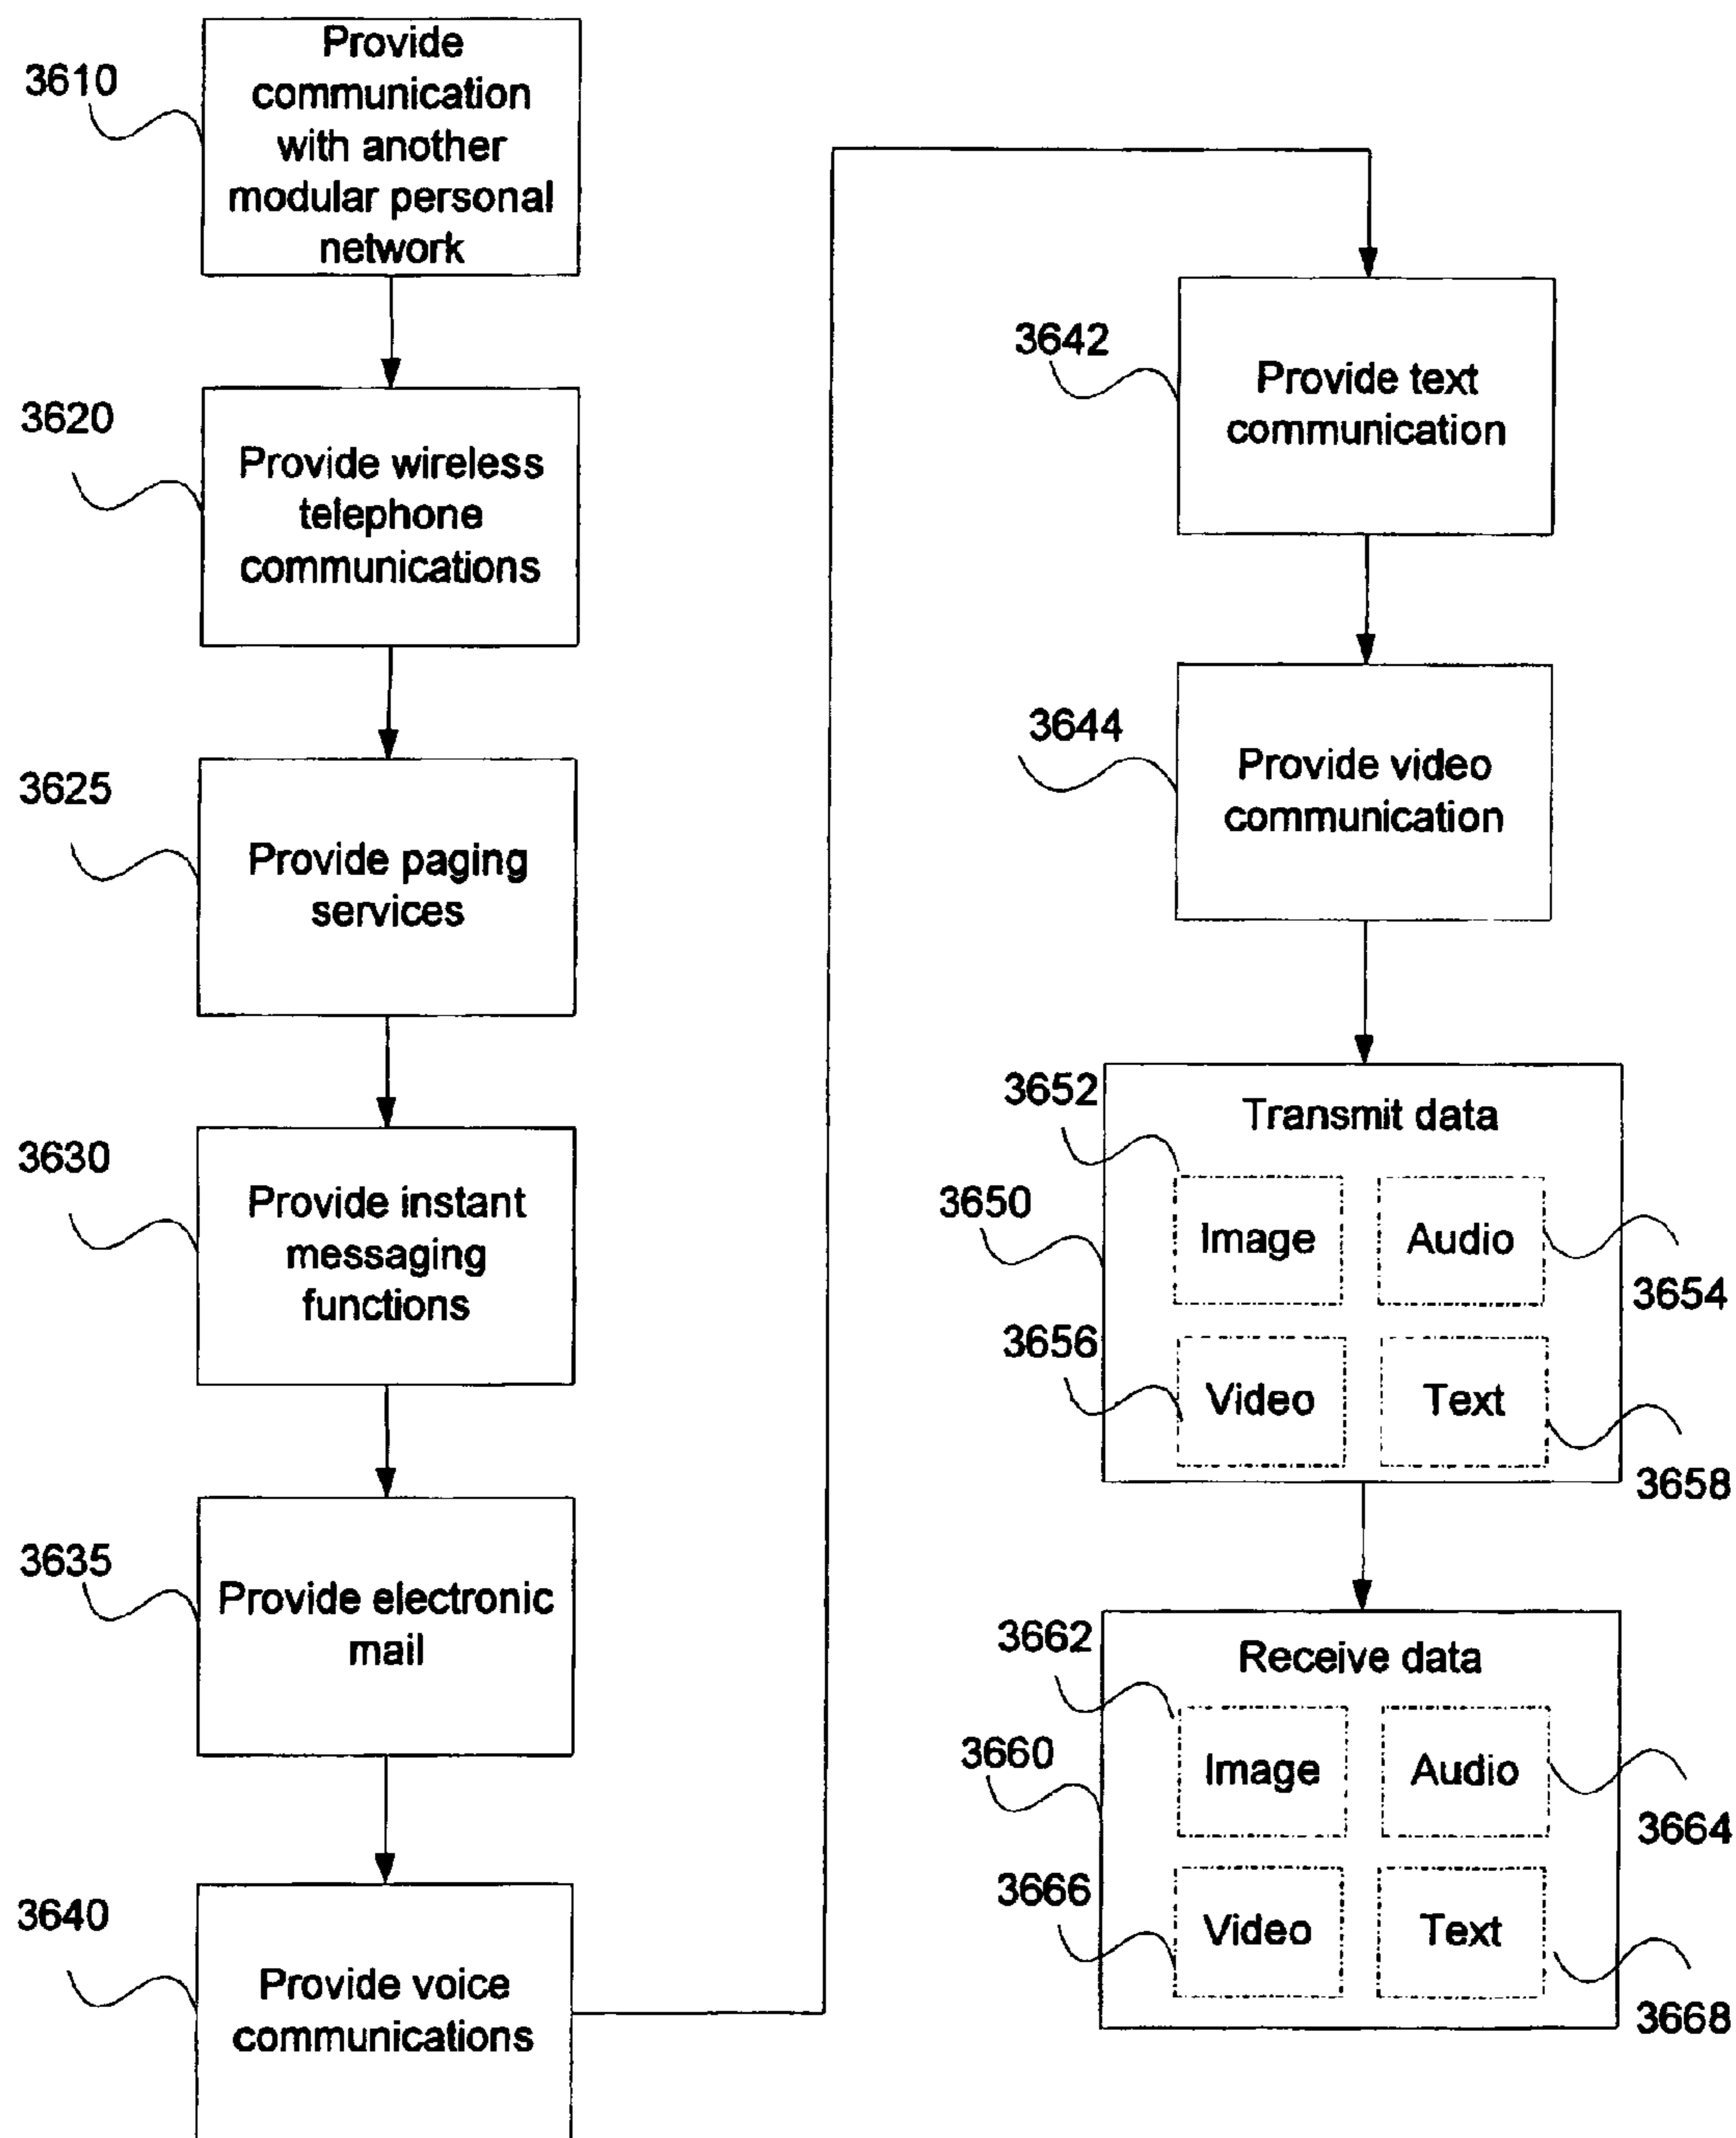 3610
Provide
communication
with another
modular personal
network
3620
Provide wireless
telephone
communications
3625
Provide paging
services
3630
Provide instant
messaging
functions
3635
Provide electronic
mail
3640
Provide voice
communications
3642
Provide text
communication
3644
Provide video
communication
3652
Transmit data
3650
Image
Audio
3654
3656
Video
Text
3658
3662
Receive data
3660
Image
Audio
3664
3666
Video
Text
3668